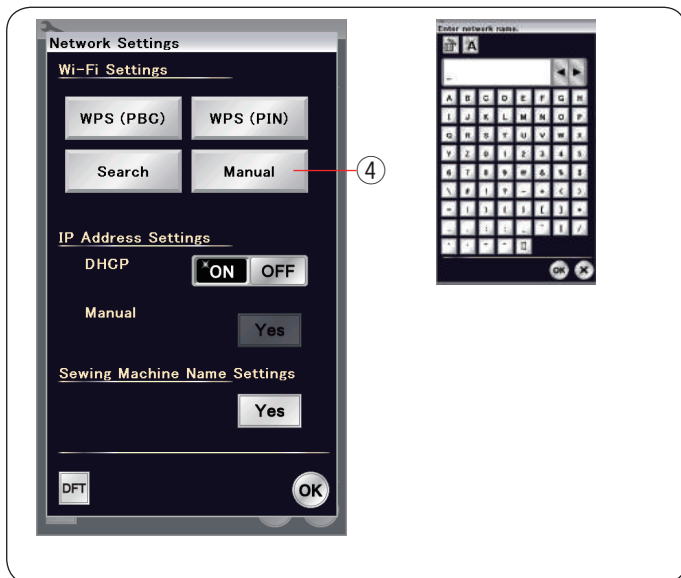 Network Settings
Wi-Fi Settings
WPS (PBC) WPS (PIN)
Search Manual
④
IP Address Settings
DHCP ON OFF
Manual
Yes
Sewing Machine Name Settings
Yes
DFT OK
Enter network name.
A
A B C D E F G H
I J K L M N O P
Q R S T U V W X
Y Z 0 1 2 3 4 5
6 7 8 9 @ & % $
OK